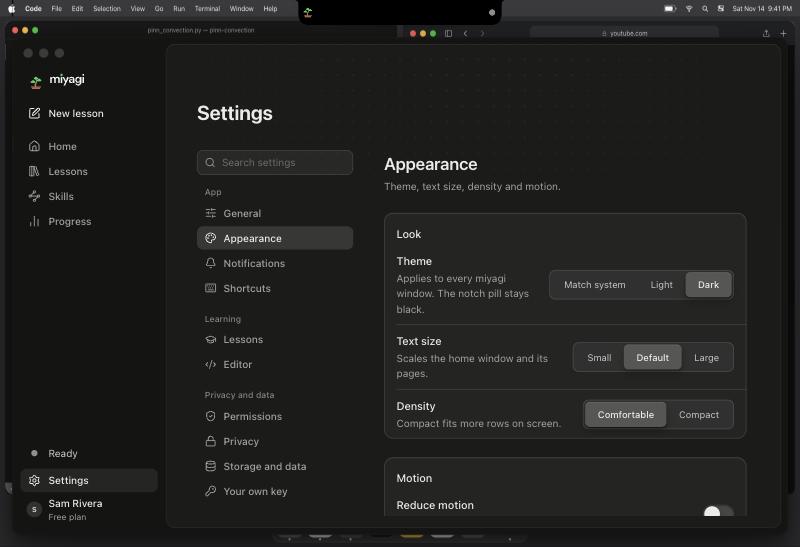 Code File Edit Selection View Go Run Terminal Window Help
Sat Nov 14 9:41 PM
pinn_convection.py — pinn-convection
youtube.com
miyagi
New lesson
Home
Lessons
Skills
Progress
Ready
Settings
S
Sam Rivera
Free plan
Settings
Search settings
App
General
Appearance
Notifications
Shortcuts
Learning
Lessons
Editor
Privacy and data
Permissions
Privacy
Storage and data
Your own key
Appearance
Theme, text size, density and motion.
Look
Theme
Applies to every miyagi
window. The notch pill stays
black.
Match system Light Dark
Text size
Scales the home window and its
pages.
Small Default Large
Density
Compact fits more rows on screen.
Comfortable Compact
Motion
Reduce motion